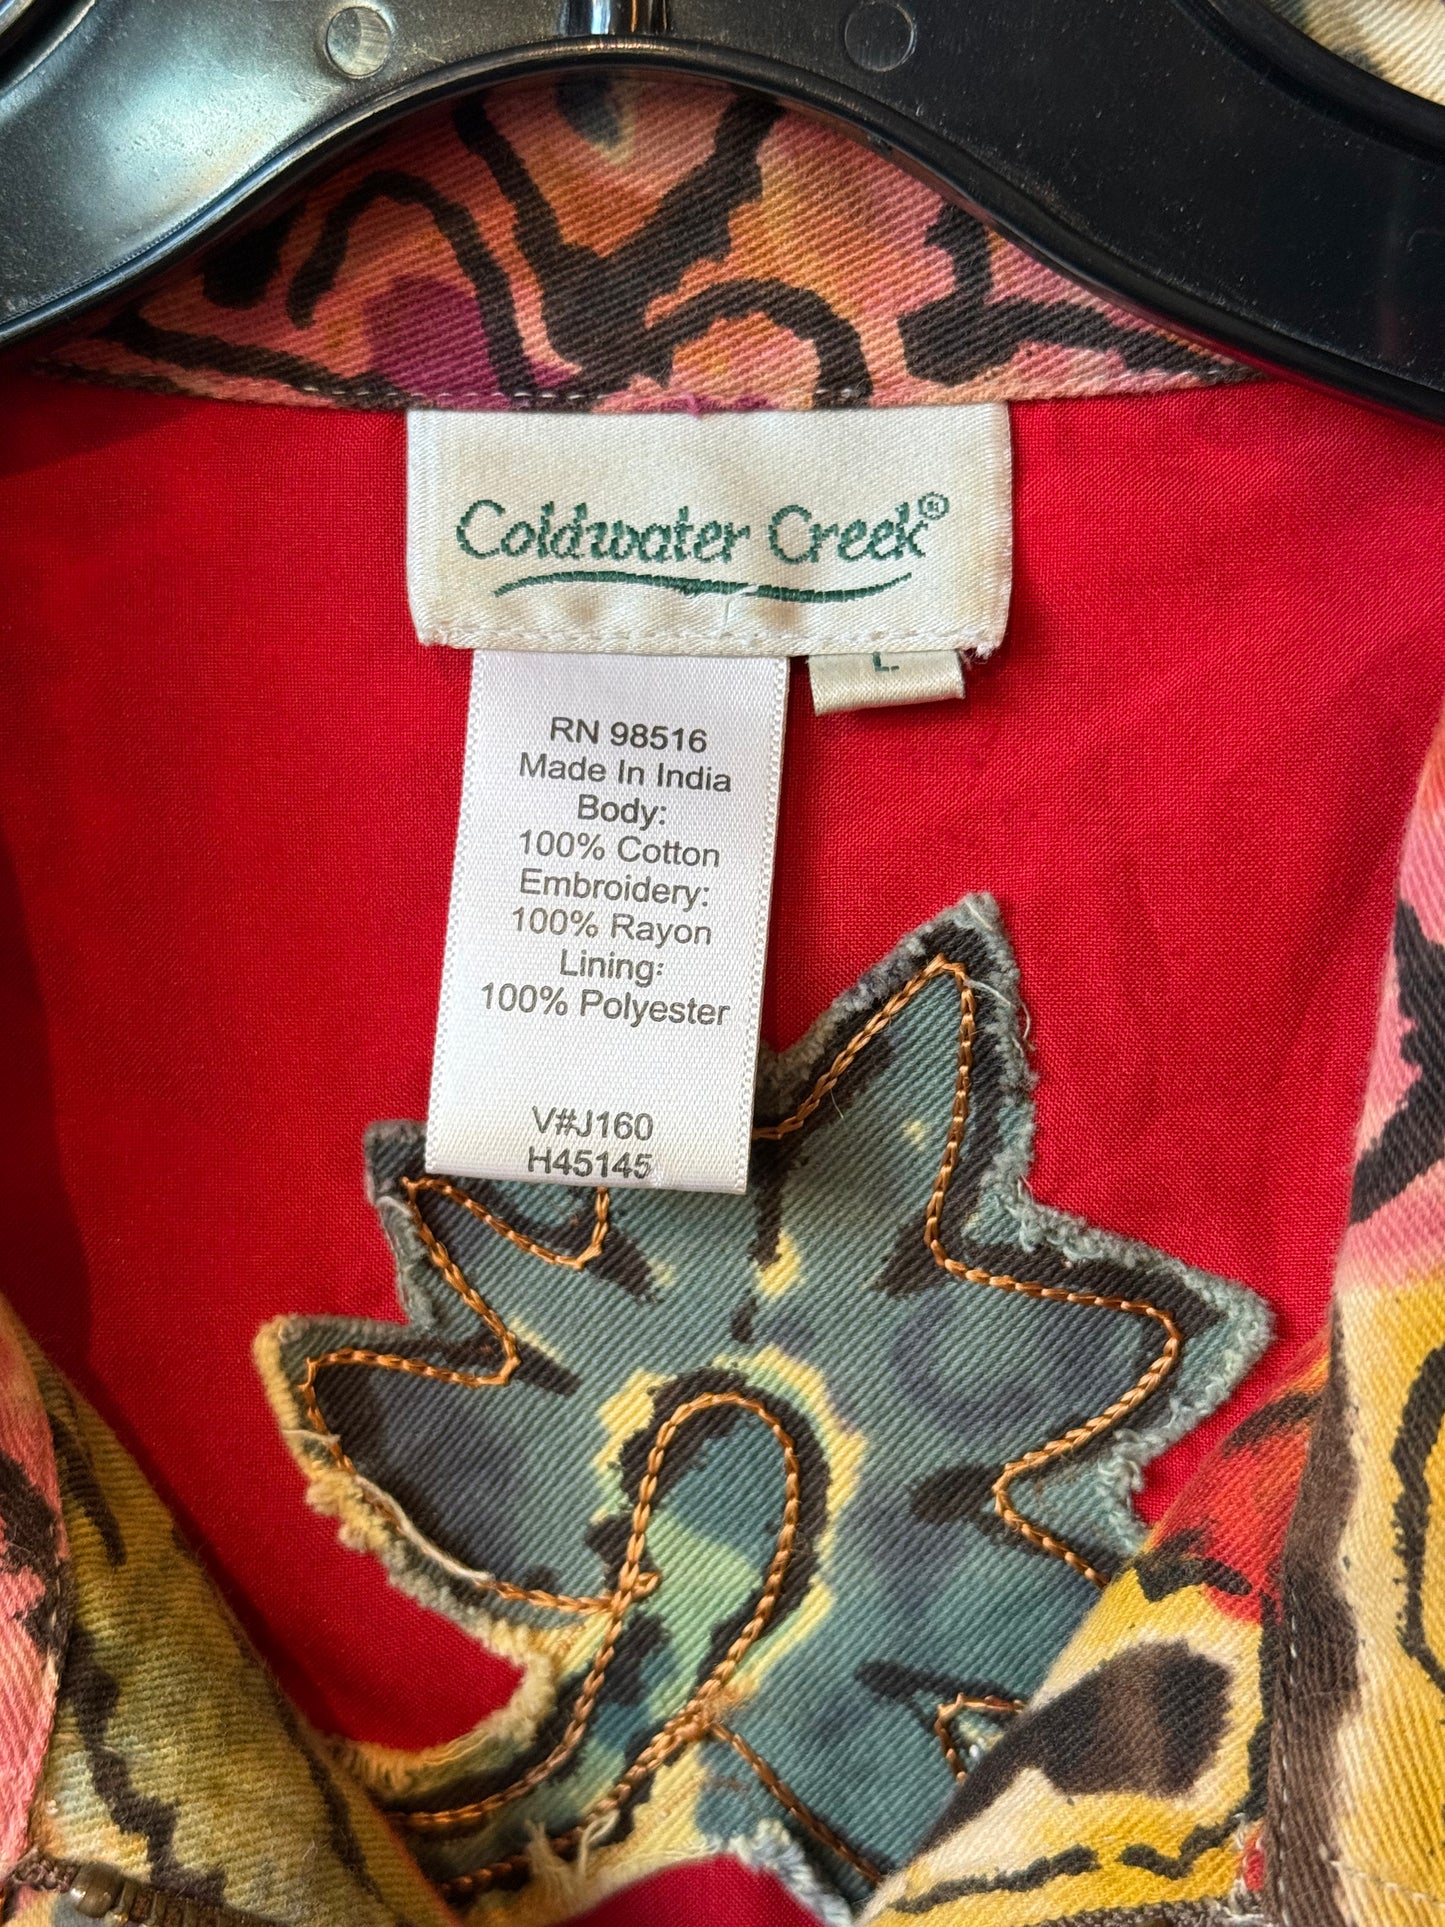 Coldwater Creek®
L
RN 98516
Made In India
Body:
100% Cotton
Embroidery:
100% Rayon
Lining:
100% Polyester
V#J160
H45145